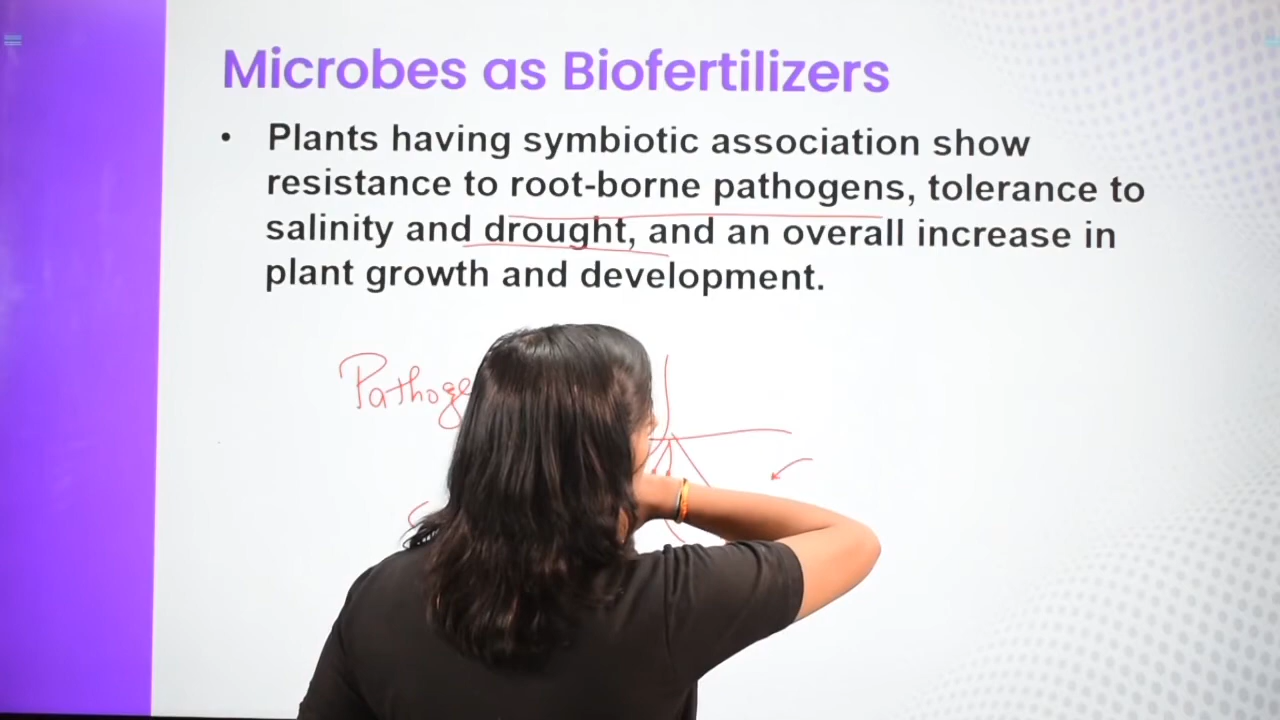 Microbes as Biofertilizers
• Plants having symbiotic association show
resistance to root-borne pathogens, tolerance to
salinity and drought, and an overall increase in
plant growth and development.
Pathoge